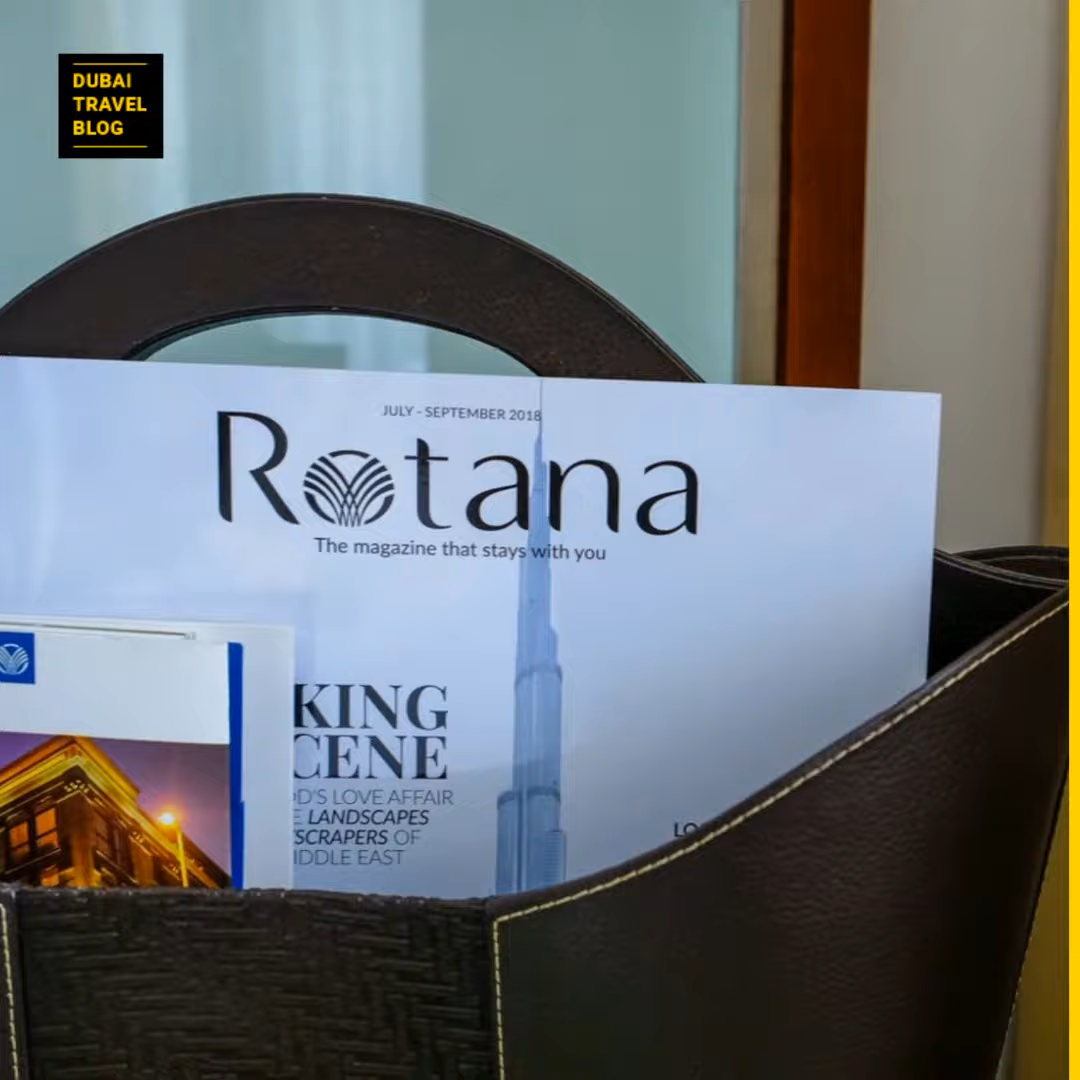 DUBAI
TRAVEL
BLOG
JULY - SEPTEMBER 2018
Rotana
The magazine that stays with you
KING
CENE
D'S LOVE AFFAIR
E LANDSCAPES
SCRAPERS OF
IDDLE EAST
LO